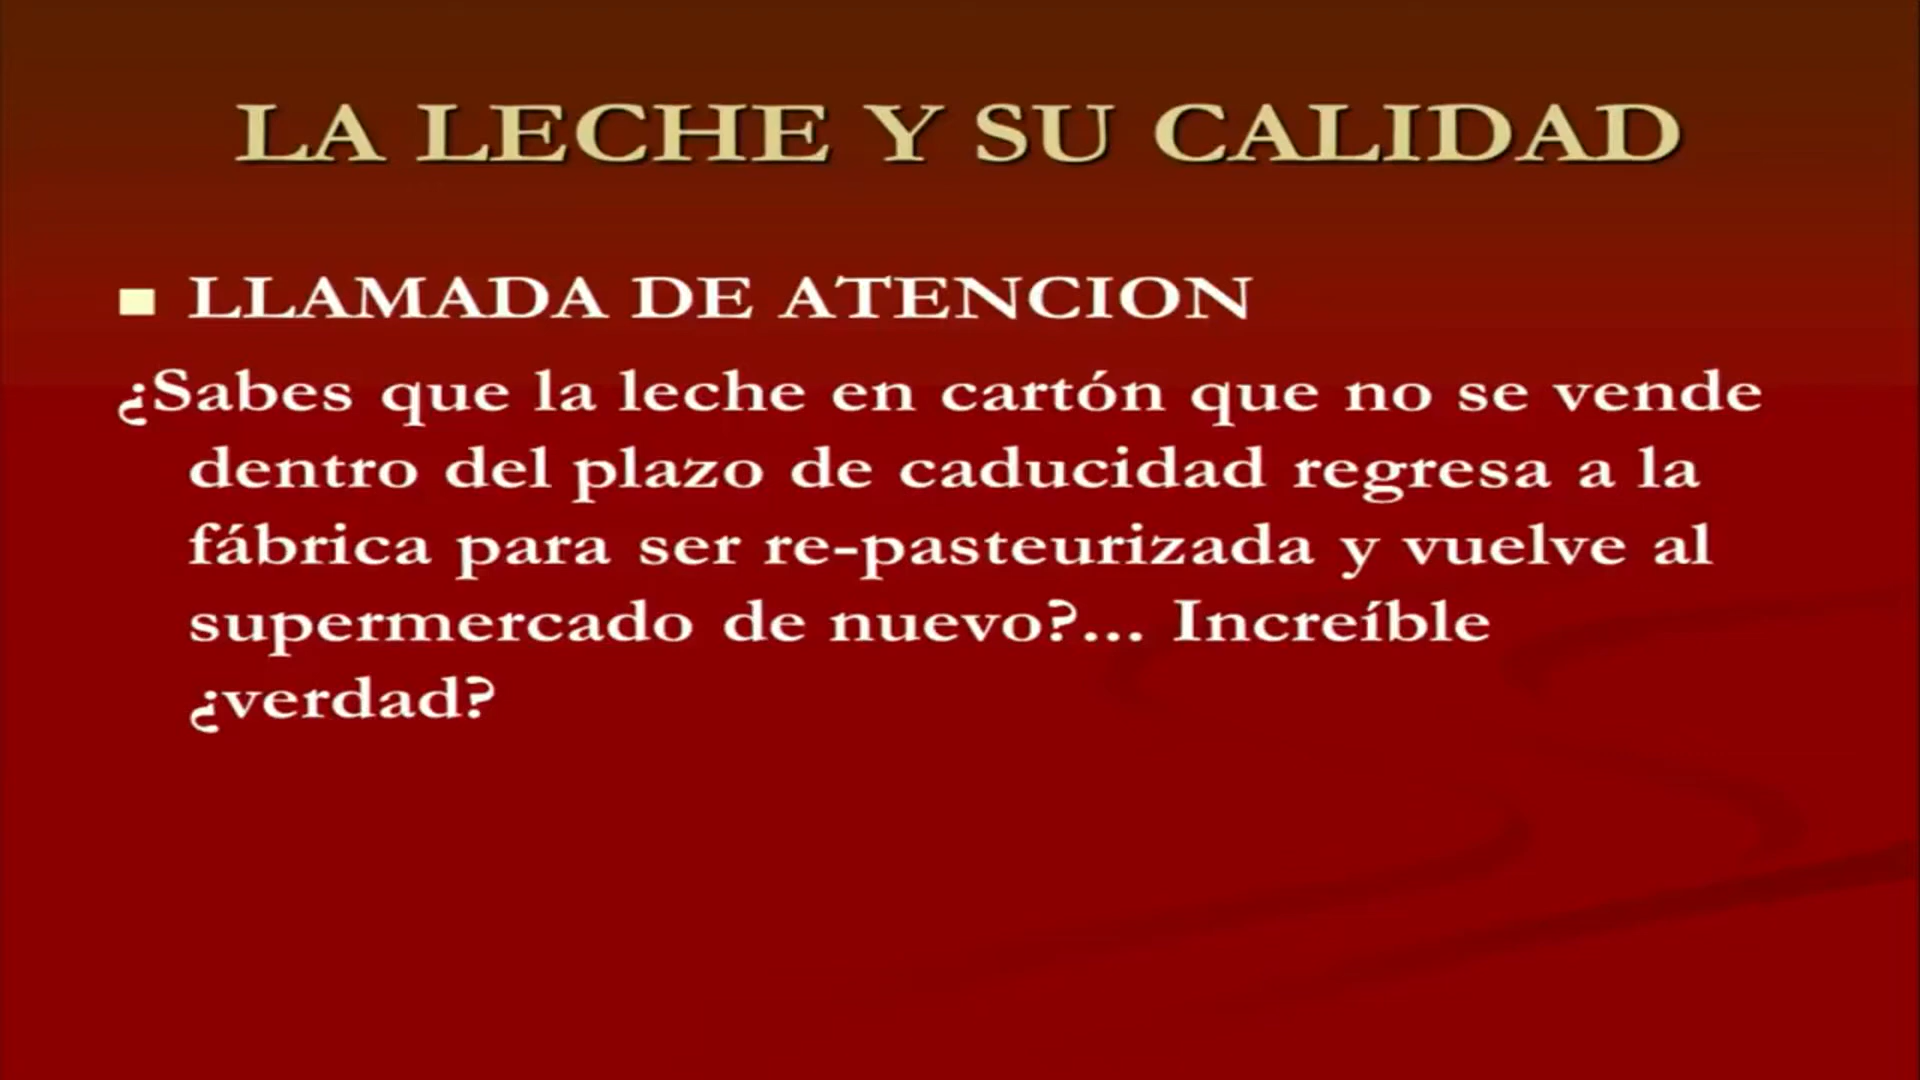 LA LECHE Y SU CALIDAD
LLAMADA DE ATENCION
¿Sabes que la leche en cartón que no se vende
dentro del plazo de caducidad regresa a la
fábrica para ser re-pasteurizada y vuelve al
supermercado de nuevo?... Increíble
¿verdad?